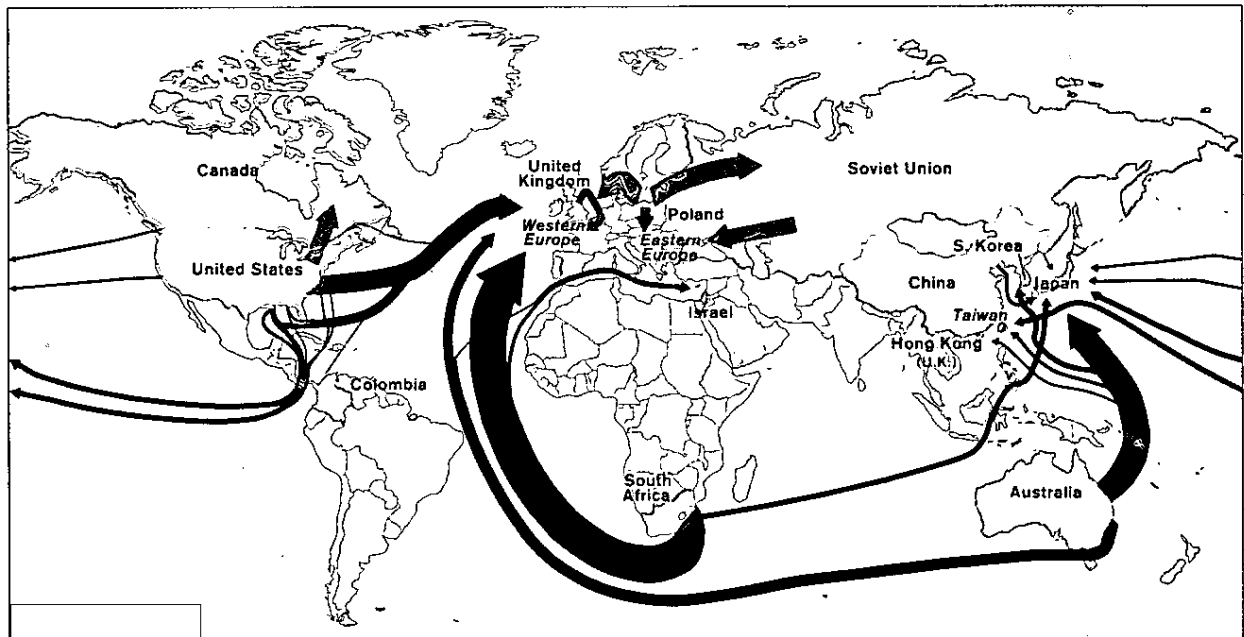 Canada
United
Kingdom
Soviet Union
Poland
Western
Europe
Eastern
Europe
S. Korea
United States
China
Japan
Israel
Taiwan
Hong Kong
(U.K.)
Colombia
South
Africa
Australia